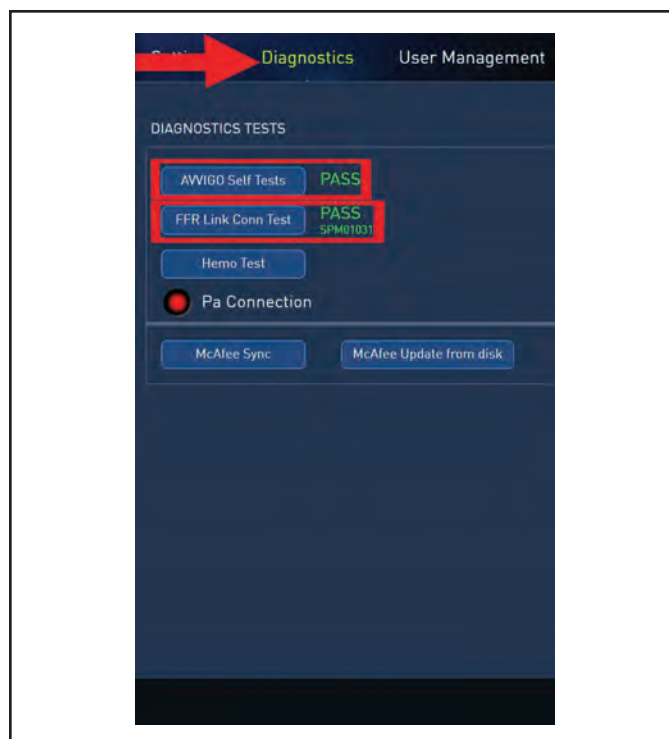 Diagnostics User Management
DIAGNOSTICS TESTS
AVVIGO Self Tests PASS
FFR Link Conn Test PASS
SPM01031
Hemo Test
Pa Connection
McAfee Sync McAfee Update from disk